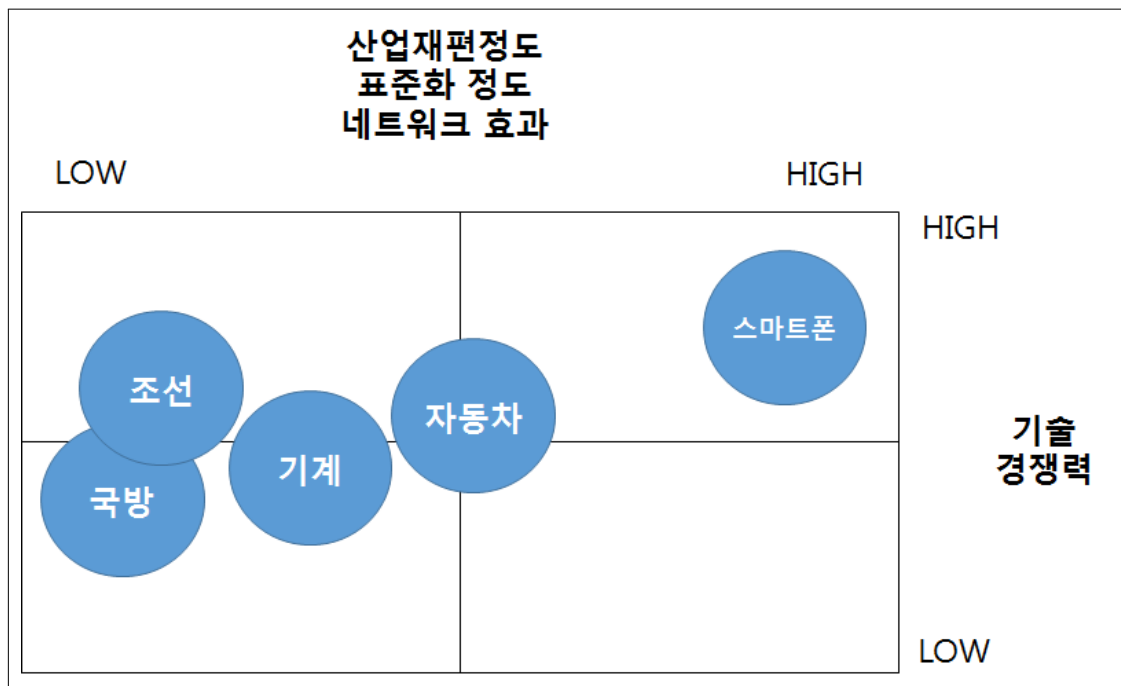 산업재편정도
표준화 정도
네트워크 효과
LOW
HIGH
HIGH
스마트폰
조선
자동차
기계
국방
기술
경쟁력
LOW